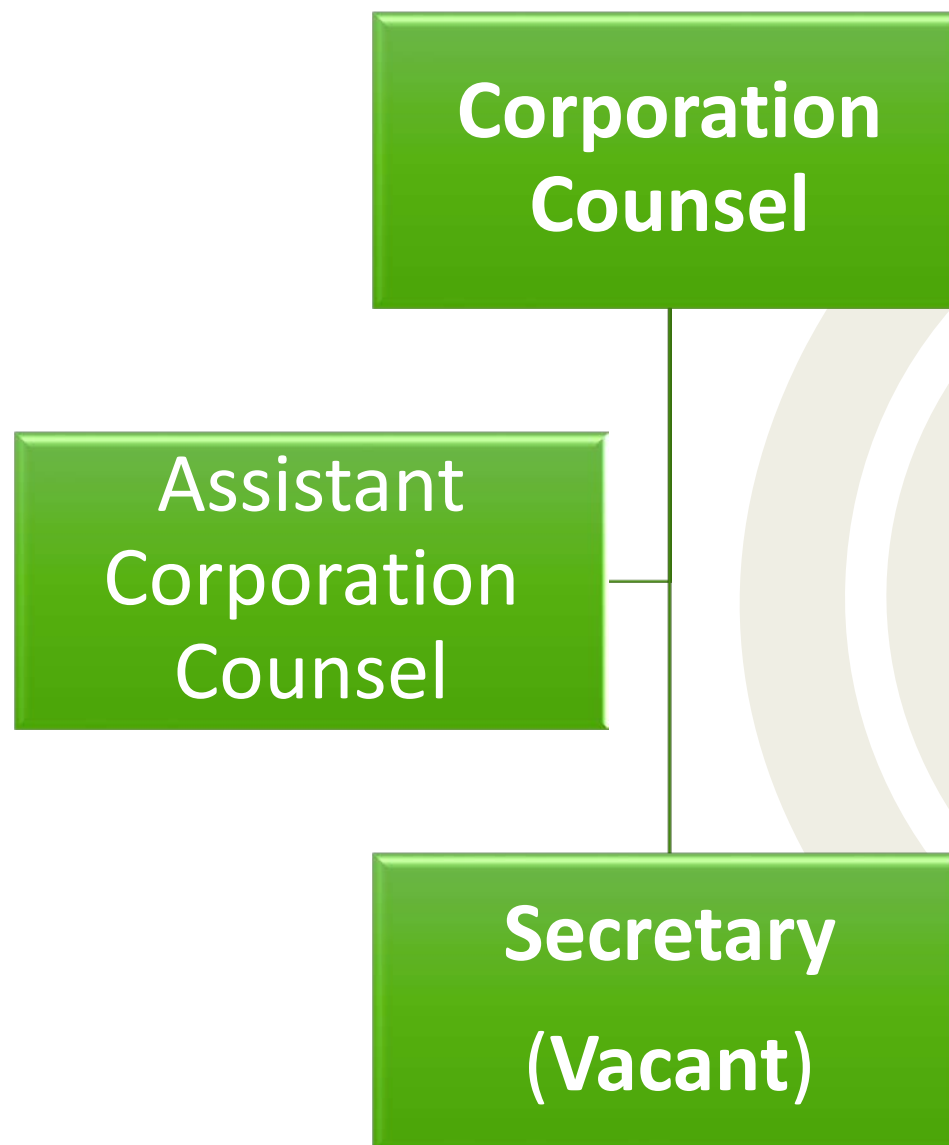 Corporation
Counsel
Assistant
Corporation
Counsel
Secretary
(Vacant)